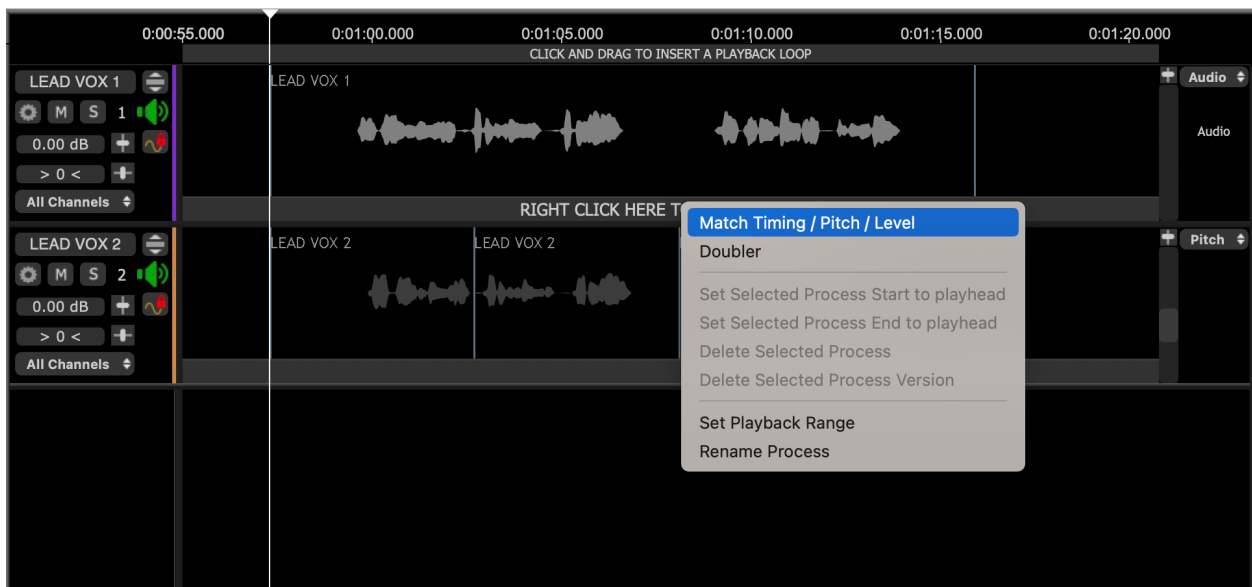 0:00:55.000 0:01:00.000 0:01:05.000 0:01:10.000 0:01:15.000 0:01:20.000
CLICK AND DRAG TO INSERT A PLAYBACK LOOP
LEAD VOX 1
LEAD VOX 1
Audio
M S 1
Audio
0.00 dB
> 0 <
All Channels
RIGHT CLICK HERE T
LEAD VOX 2
LEAD VOX 2
LEAD VOX 2
Pitch
M S 2
0.00 dB
> 0 <
All Channels
Match Timing / Pitch / Level
Doubler
Set Selected Process Start to playhead
Set Selected Process End to playhead
Delete Selected Process
Delete Selected Process Version
Set Playback Range
Rename Process